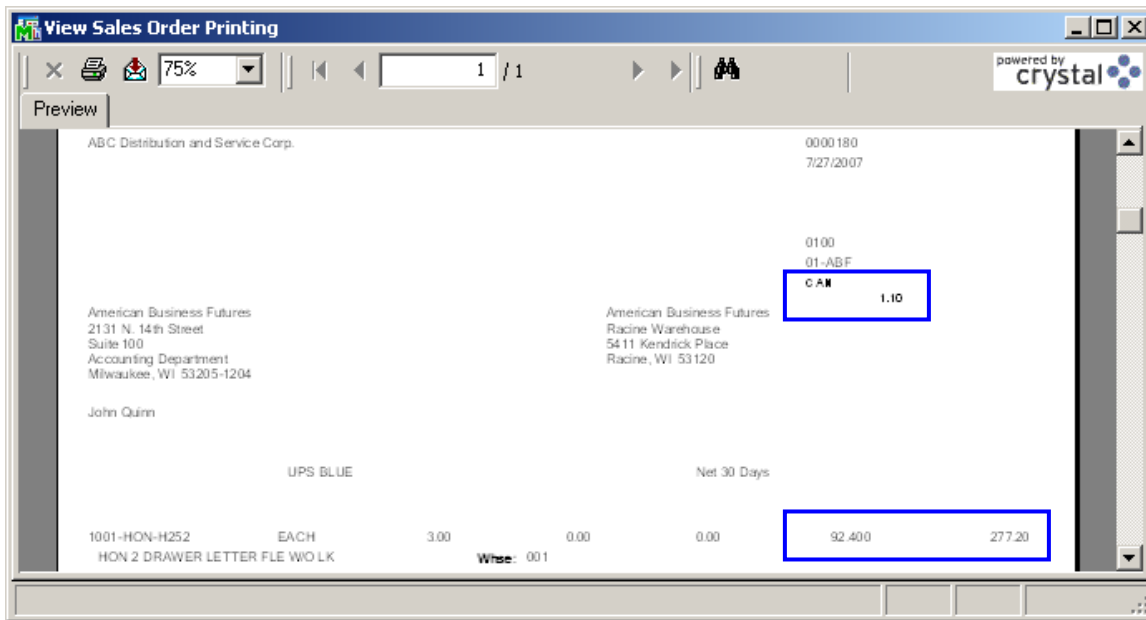 View Sales Order Printing
75% 1 / 1 powered by crystal
Preview
ABC Distribution and Service Corp. 0000180
7/27/2007
0100
01-ABF
CAN
1.10
American Business Futures American Business Futures
2131 N. 14th Street Racine Warehouse
Suite 100 5411 Kendrick Place
Accounting Department Racine, WI 53120
Milwaukee, WI 53205-1204
John Quinn
UPS BLUE Net 30 Days
1001-HON-H252 EACH 3.00 0.00 0.00 92.400 277.20
HON 2 DRAWER LETTER FLE W/O LK Whse: 001